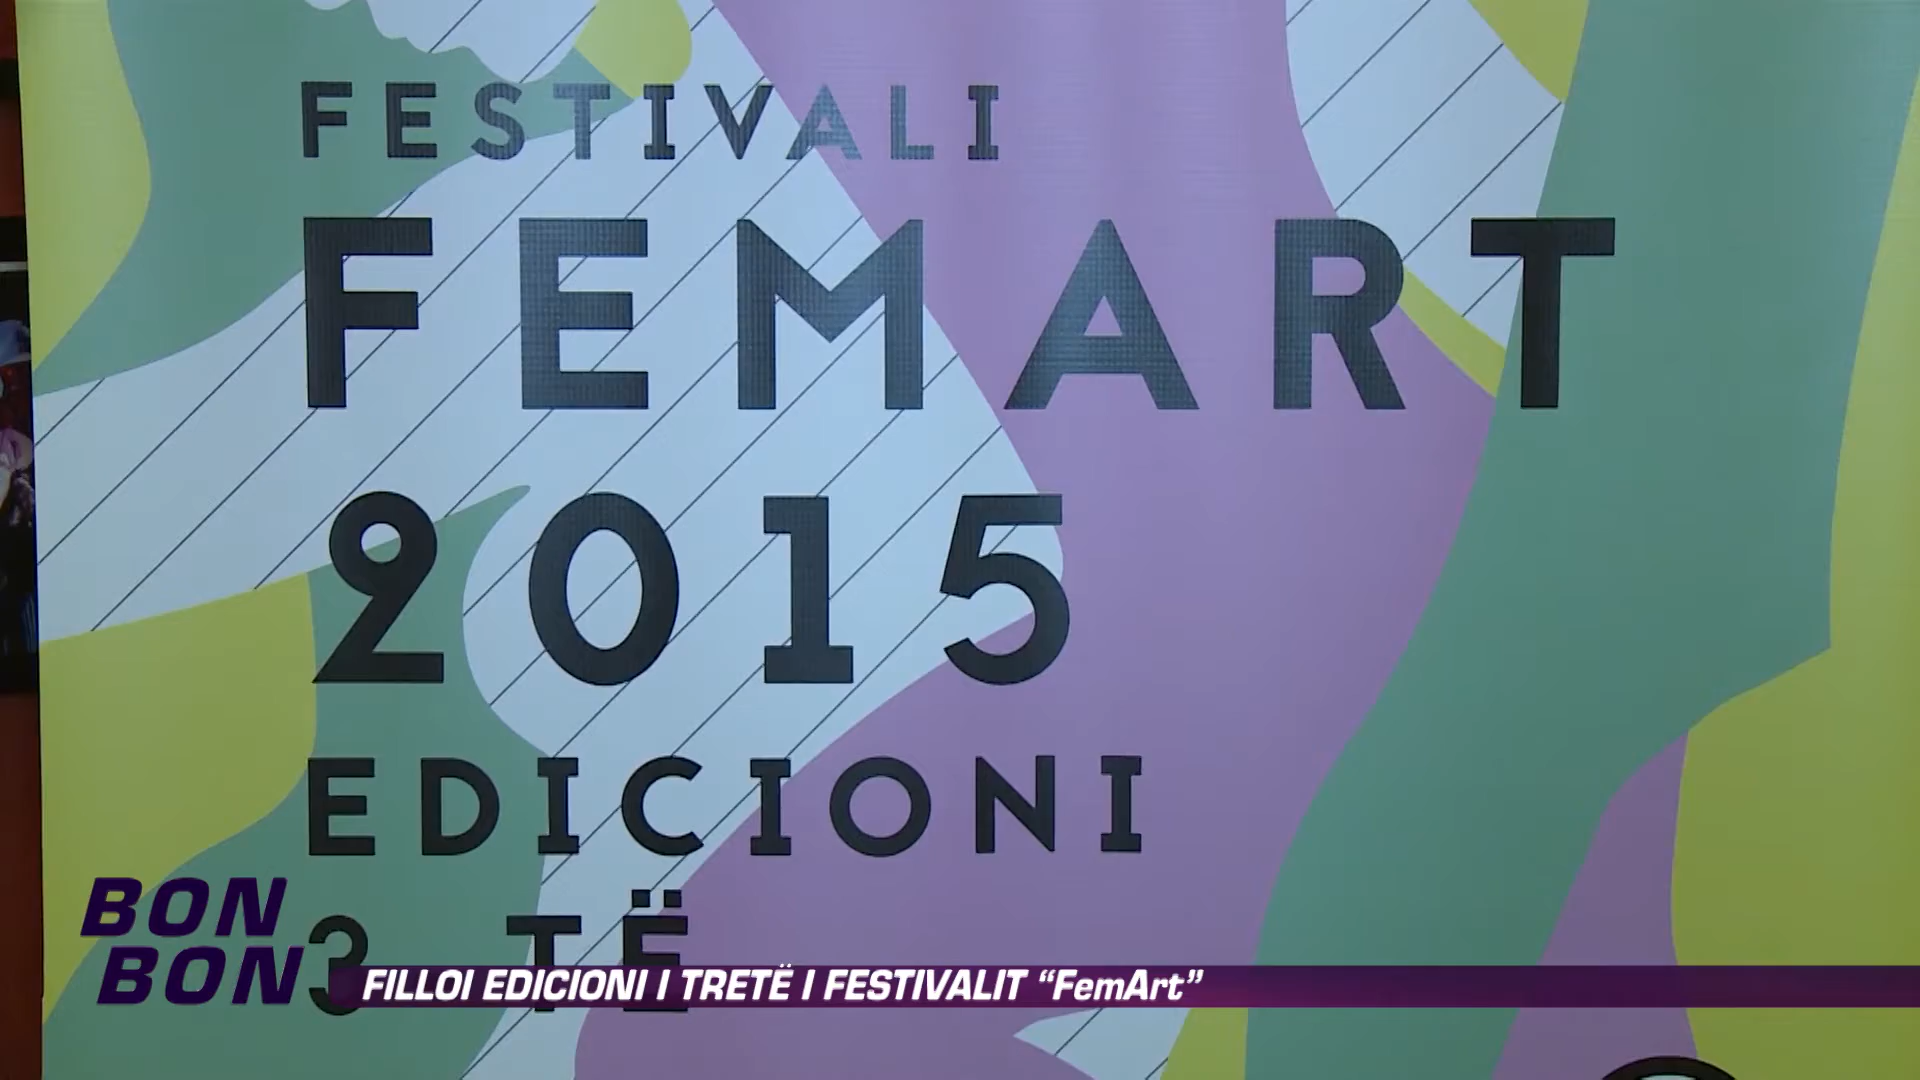 FESTIVALI
FEMART
2015
EDICIONI
3 TË
BON
BON
FILLOI EDICIONI I TRETË I FESTIVALIT “FemArt”